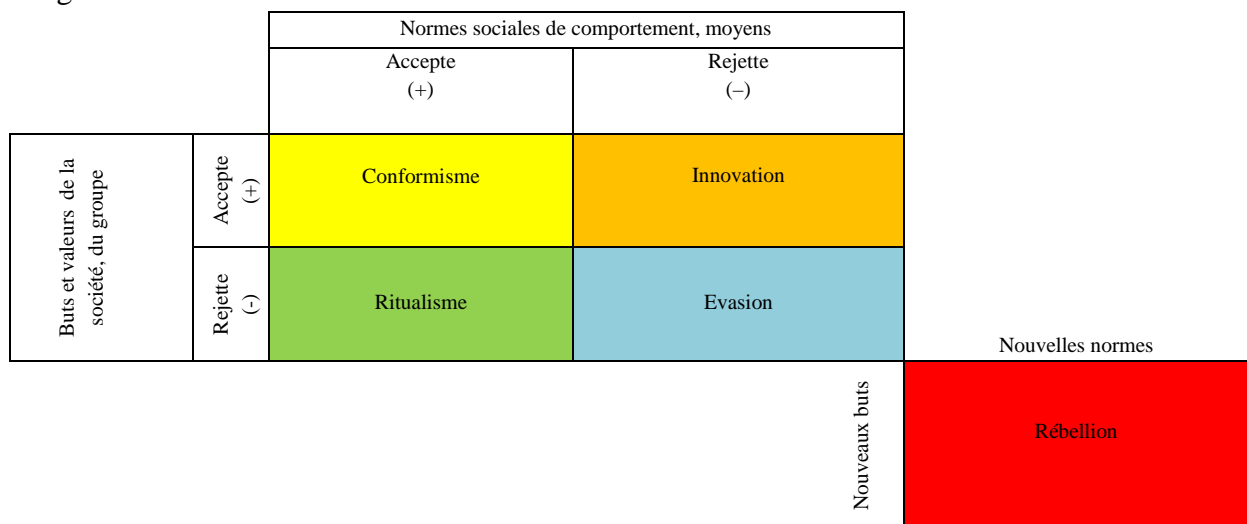 Normes sociales de comportement, moyens
Accepte
(+)
Rejette
(–)
Buts et valeurs de la
société, du groupe
Accepte
(+)
Conformisme
Innovation
Rejette
(-)
Ritualisme
Evasion
Nouvelles normes
Nouveaux buts
Rébellion